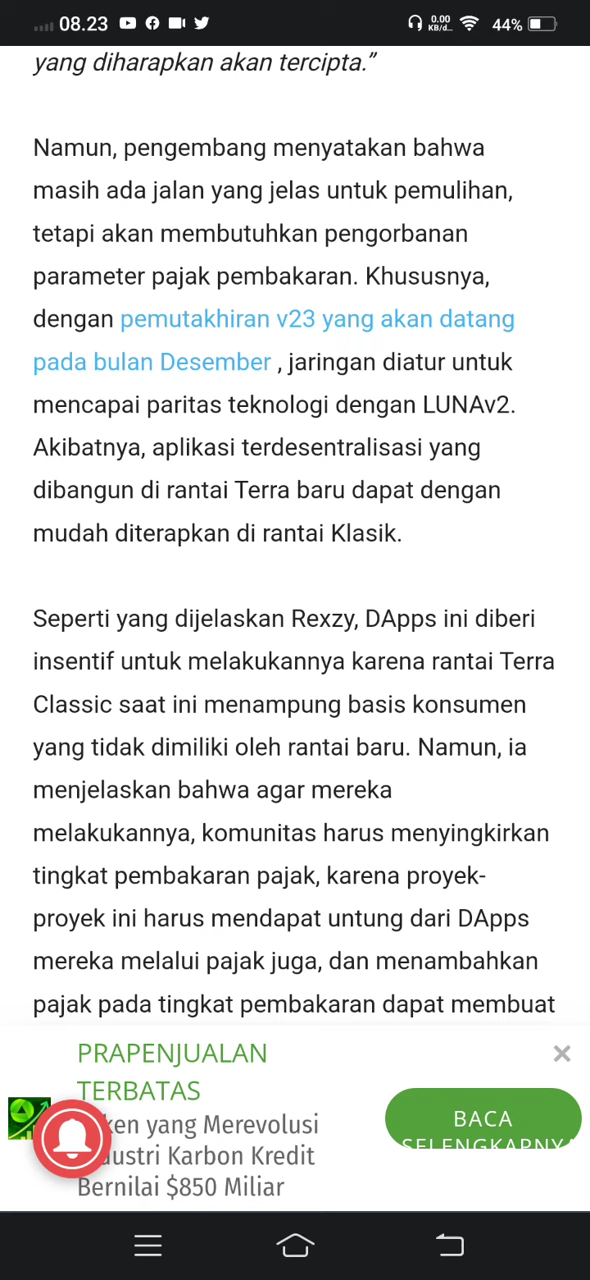 08.23
0.00
KB/d...
44%
yang diharapkan akan tercipta.”
Namun, pengembang menyatakan bahwa
masih ada jalan yang jelas untuk pemulihan,
tetapi akan membutuhkan pengorbanan
parameter pajak pembakaran. Khususnya,
dengan pemutakhiran v23 yang akan datang
pada bulan Desember , jaringan diatur untuk
mencapai paritas teknologi dengan LUNAv2.
Akibatnya, aplikasi terdesentralisasi yang
dibangun di rantai Terra baru dapat dengan
mudah diterapkan di rantai Klasik.
Seperti yang dijelaskan Rexzy, DApps ini diberi
insentif untuk melakukannya karena rantai Terra
Classic saat ini menampung basis konsumen
yang tidak dimiliki oleh rantai baru. Namun, ia
menjelaskan bahwa agar mereka
melakukannya, komunitas harus menyingkirkan
tingkat pembakaran pajak, karena proyek-
proyek ini harus mendapat untung dari DApps
mereka melalui pajak juga, dan menambahkan
pajak pada tingkat pembakaran dapat membuat
PRAPENJUALAN
TERBATAS
ken yang Merevolusi
dustri Karbon Kredit
Bernilai $850 Miliar
BACA
SELENGKAPNYA